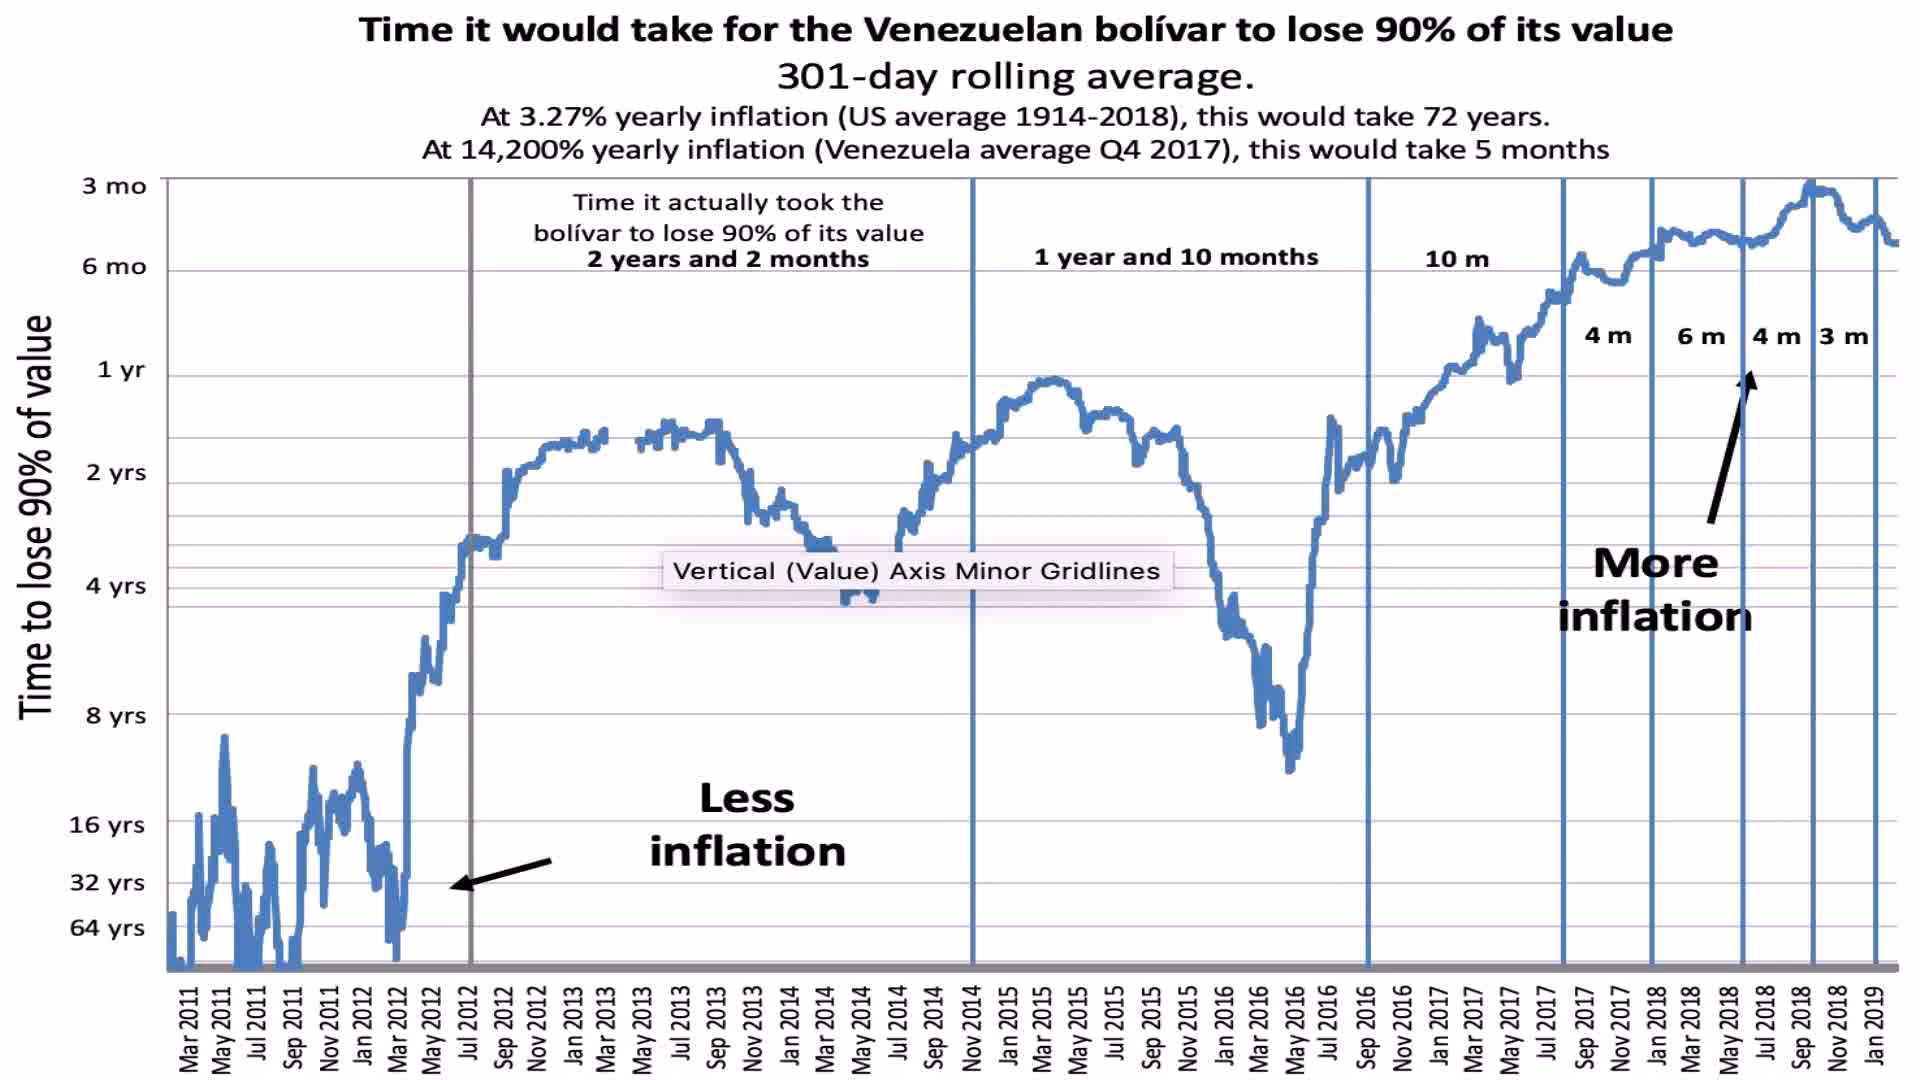 Time it would take for the Venezuelan bolívar to lose 90% of its value
301-day rolling average.
At 3.27% yearly inflation (US average 1914-2018), this would take 72 years.
At 14,200% yearly inflation (Venezuela average Q4 2017), this would take 5 months
Time to lose 90% of value
3 mo
6 mo
1 yr
2 yrs
4 yrs
8 yrs
16 yrs
32 yrs
64 yrs
Time it actually took the
bolívar to lose 90% of its value
2 years and 2 months
1 year and 10 months
10 m
4 m
6 m
4 m
3 m
Vertical (Value) Axis Minor Gridlines
More
inflation
Less
inflation
Mar 2011
May 2011
Jul 2011
Sep 2011
Nov 2011
Jan 2012
Mar 2012
May 2012
Jul 2012
Sep 2012
Nov 2012
Jan 2013
Mar 2013
May 2013
Jul 2013
Sep 2013
Nov 2013
Jan 2014
Mar 2014
May 2014
Jul 2014
Sep 2014
Nov 2014
Jan 2015
Mar 2015
May 2015
Jul 2015
Sep 2015
Nov 2015
Jan 2016
Mar 2016
May 2016
Jul 2016
Sep 2016
Nov 2016
Jan 2017
Mar 2017
May 2017
Jul 2017
Sep 2017
Nov 2017
Jan 2018
Mar 2018
May 2018
Jul 2018
Sep 2018
Nov 2018
Jan 2019